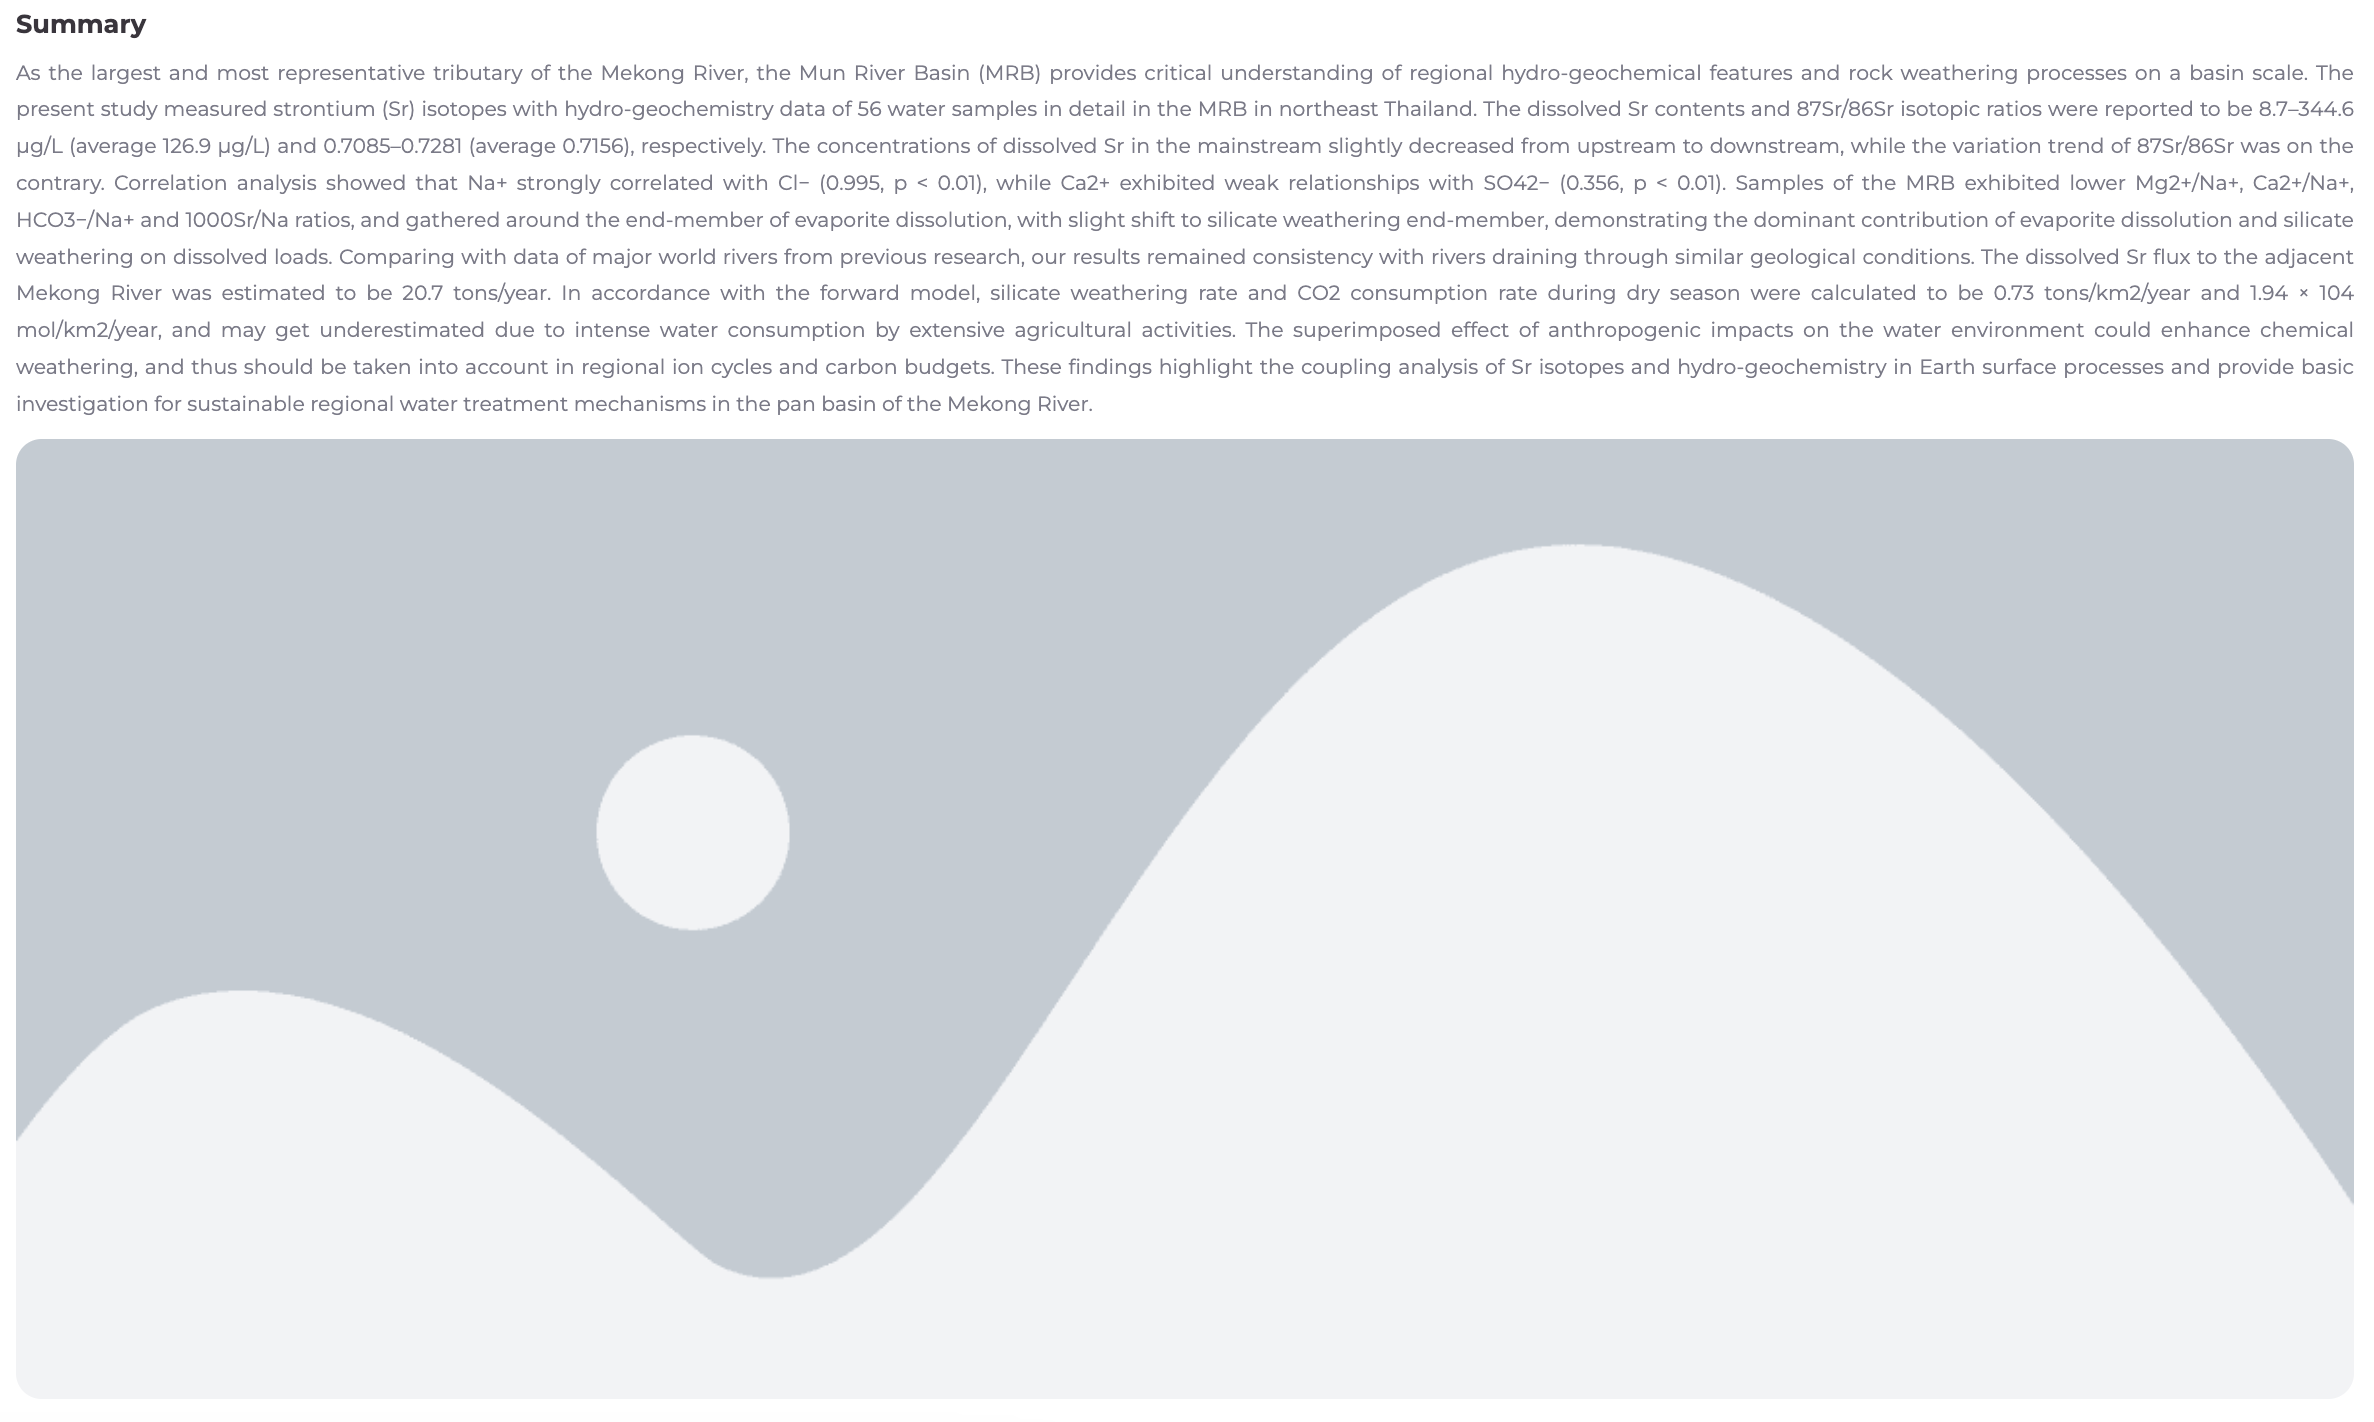 Summary
As the largest and most representative tributary of the Mekong River, the Mun River Basin (MRB) provides critical understanding of regional hydro-geochemical features and rock weathering processes on a basin scale. The
present study measured strontium (Sr) isotopes with hydro-geochemistry data of 56 water samples in detail in the MRB in northeast Thailand. The dissolved Sr contents and 87Sr/86Sr isotopic ratios were reported to be 8.7–344.6
μg/L (average 126.9 μg/L) and 0.7085–0.7281 (average 0.7156), respectively. The concentrations of dissolved Sr in the mainstream slightly decreased from upstream to downstream, while the variation trend of 87Sr/86Sr was on the
contrary. Correlation analysis showed that Na+ strongly correlated with Cl− (0.995, p < 0.01), while Ca2+ exhibited weak relationships with SO42− (0.356, p < 0.01). Samples of the MRB exhibited lower Mg2+/Na+, Ca2+/Na+,
HCO3−/Na+ and 1000Sr/Na ratios, and gathered around the end-member of evaporite dissolution, with slight shift to silicate weathering end-member, demonstrating the dominant contribution of evaporite dissolution and silicate
weathering on dissolved loads. Comparing with data of major world rivers from previous research, our results remained consistency with rivers draining through similar geological conditions. The dissolved Sr flux to the adjacent
Mekong River was estimated to be 20.7 tons/year. In accordance with the forward model, silicate weathering rate and CO2 consumption rate during dry season were calculated to be 0.73 tons/km2/year and 1.94 × 104
mol/km2/year, and may get underestimated due to intense water consumption by extensive agricultural activities. The superimposed effect of anthropogenic impacts on the water environment could enhance chemical
weathering, and thus should be taken into account in regional ion cycles and carbon budgets. These findings highlight the coupling analysis of Sr isotopes and hydro-geochemistry in Earth surface processes and provide basic
investigation for sustainable regional water treatment mechanisms in the pan basin of the Mekong River.